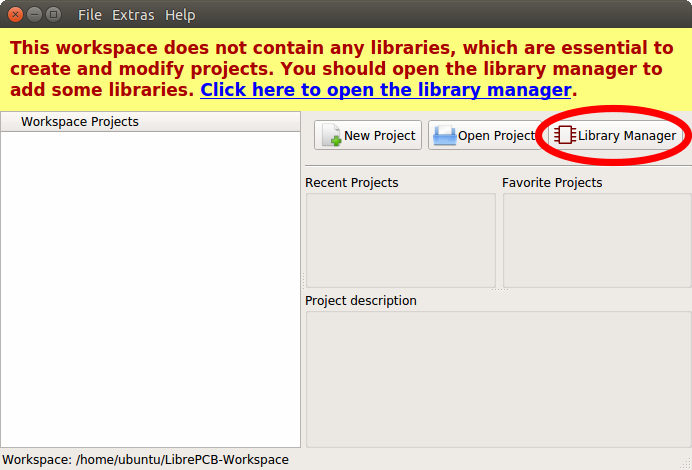 File Extras Help
This workspace does not contain any libraries, which are essential to
create and modify projects. You should open the library manager to
add some libraries. Click here to open the library manager.
Workspace Projects
New Project Open Project Library Manager
Recent Projects Favorite Projects
Project description
Workspace: /home/ubuntu/LibrePCB-Workspace